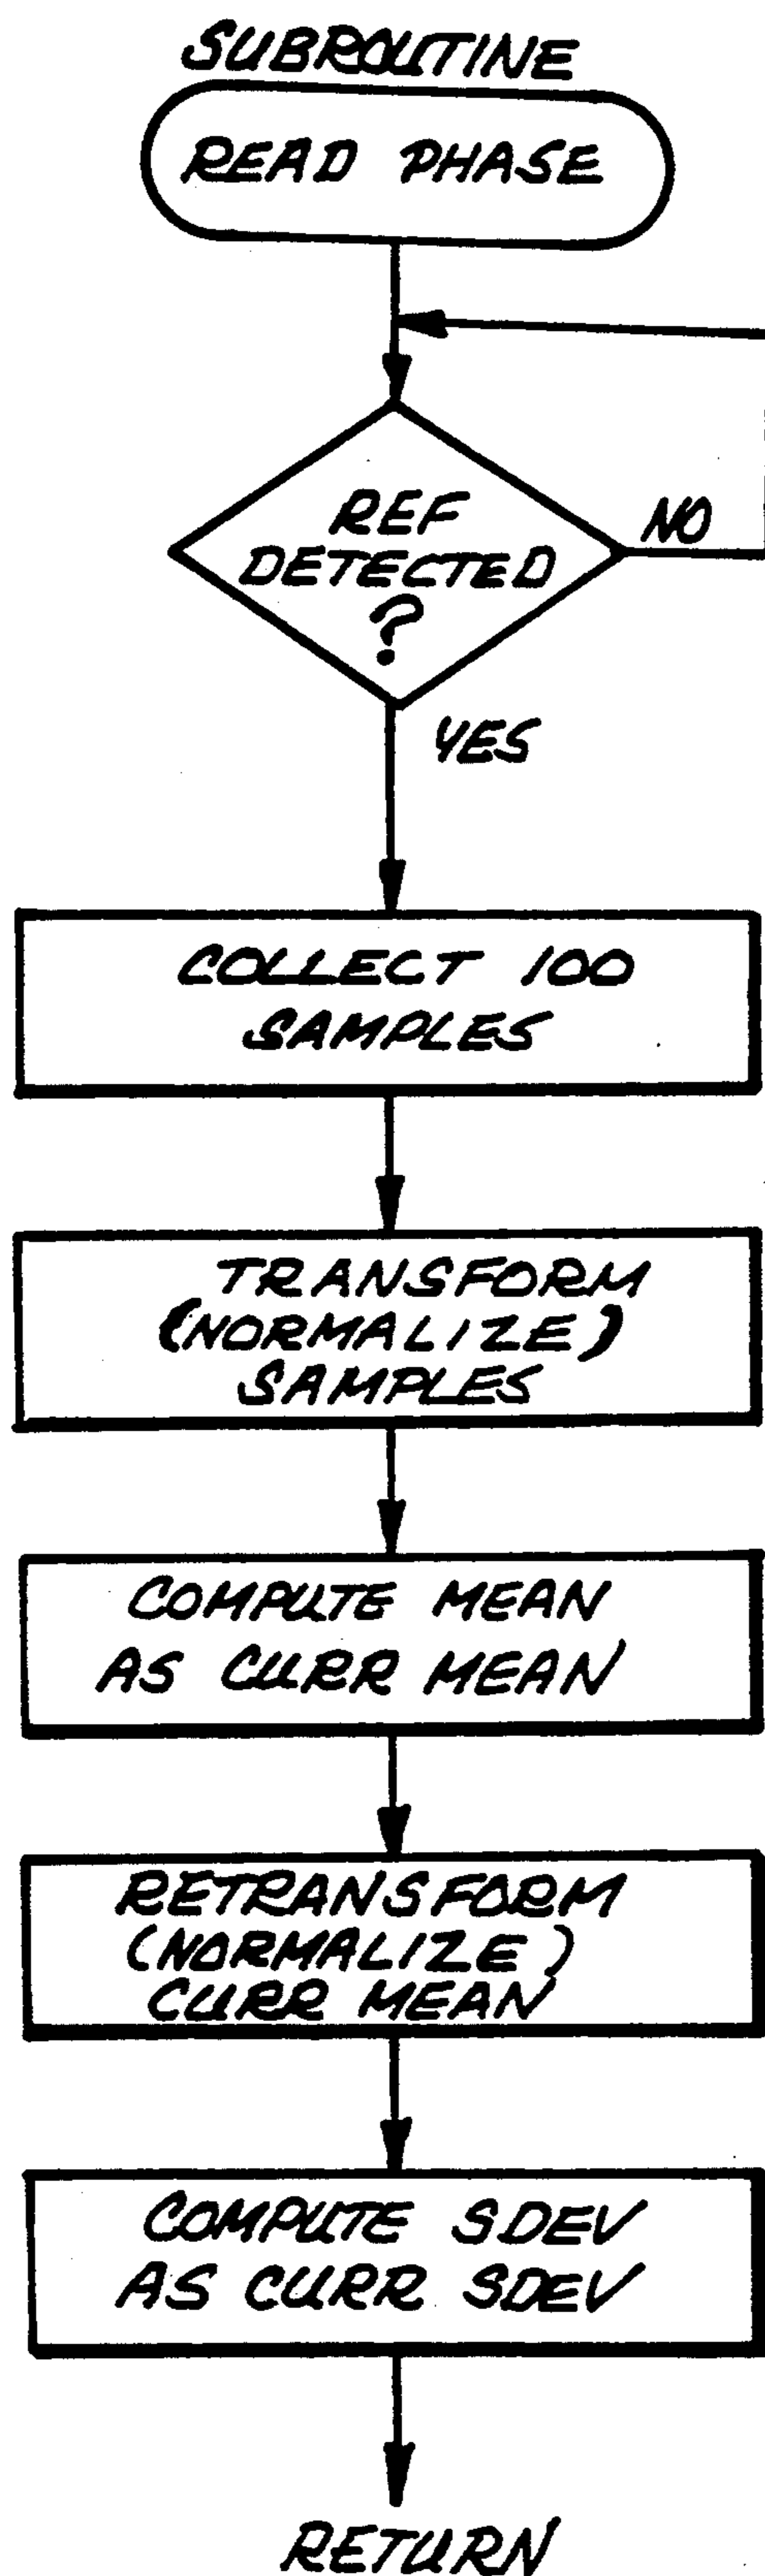 SUBROUTINE
READ PHASE
REF
DETECTED
?
NO
YES
COLLECT 100
SAMPLES
TRANSFORM
(NORMALIZE)
SAMPLES
COMPUTE MEAN
AS CURR MEAN
RETRANSFORM
(NORMALIZE)
CURR MEAN
COMPUTE SDEV
AS CURR SDEV
RETURN